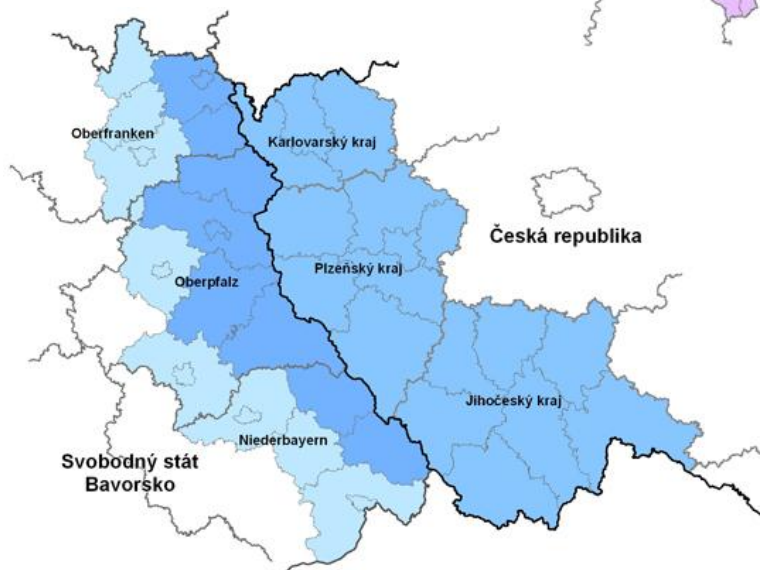 Oberfranken
Karlovarský kraj
Česká republika
Plzeňský kraj
Oberpfalz
Jihočeský kraj
Niederbayern
Svobodný stát
Bavorsko